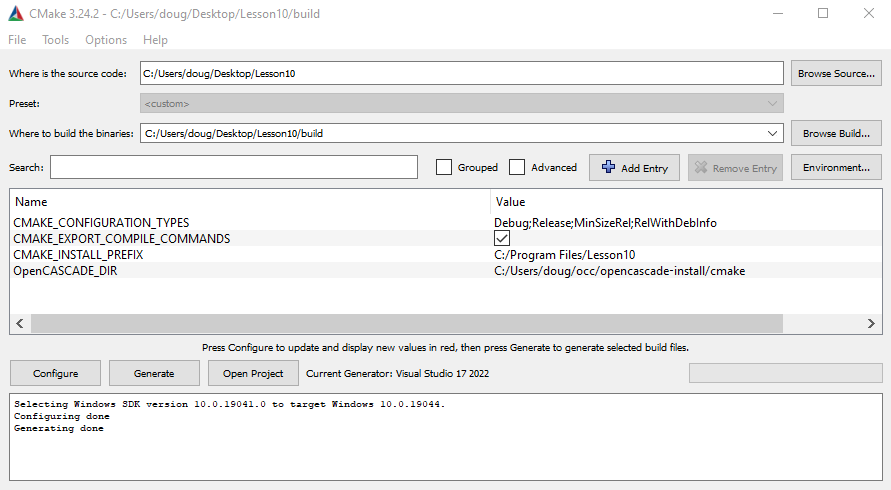 CMake 3.24.2 - C:/Users/doug/Desktop/Lesson10/build
File Tools Options Help
Where is the source code: C:/Users/doug/Desktop/Lesson10 Browse Source...
Preset: <custom>
Where to build the binaries: C:/Users/doug/Desktop/Lesson10/build Browse Build...
Search: Grouped Advanced Add Entry Remove Entry Environment...
Name Value
CMAKE_CONFIGURATION_TYPES Debug;Release;MinSizeRel;RelWithDebInfo
CMAKE_EXPORT_COMPILE_COMMANDS
CMAKE_INSTALL_PREFIX C:/Program Files/Lesson10
OpenCASCADE_DIR C:/Users/doug/occ/opencascade-install/cmake
Press Configure to update and display new values in red, then press Generate to generate selected build files.
Configure Generate Open Project Current Generator: Visual Studio 17 2022
Selecting Windows SDK version 10.0.19041.0 to target Windows 10.0.19044.
Configuring done
Generating done